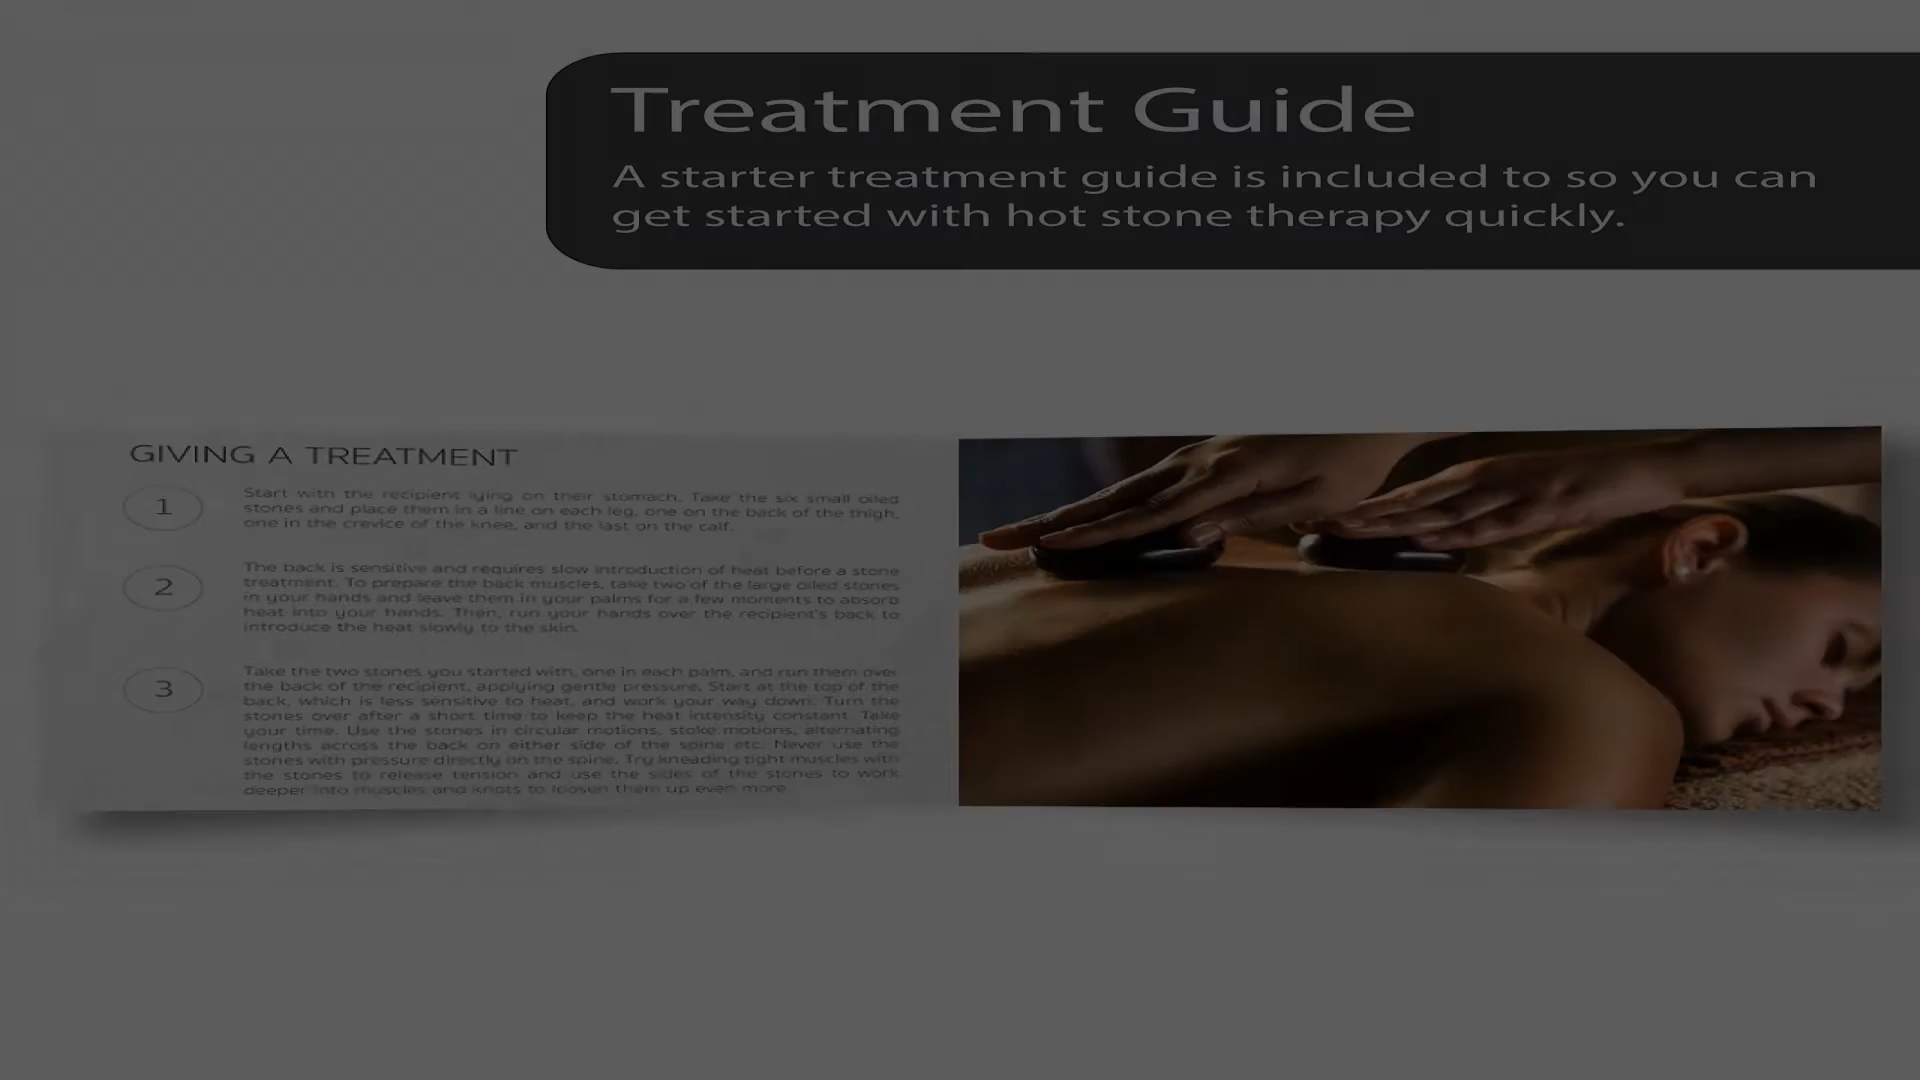 Treatment Guide
A starter treatment guide is included to so you can
get started with hot stone therapy quickly.
GIVING A TREATMENT
1
Start with the recipient lying on their stomach. Take the six small oiled
stones and place them in a line on each leg, one on the back of the thigh,
one in the crevice of the knee, and the last on the calf.
2
The back is sensitive and requires slow introduction of heat before a stone
treatment. To prepare the back muscles, take two of the large oiled stones
in your hands and leave them in your palms for a few moments to absorb
heat into your hands. Then, run your hands over the recipient's back to
introduce the heat slowly to the skin.
3
Take the two stones you started with, one in each palm, and run them over
the back of the recipient, applying gentle pressure. Start at the top of the
back, which is less sensitive to heat, and work your way down. Turn the
stones over after a short time to keep the heat intensity constant. Take
your time. Use the stones in circular motions, stoke motions, alternating
lengths across the back on either side of the spine etc. Never use the
stones with pressure directly on the spine. Try kneading tight muscles with
the stones to release tension and use the sides of the stones to work
deeper into muscles and knots to loosen them up even more.